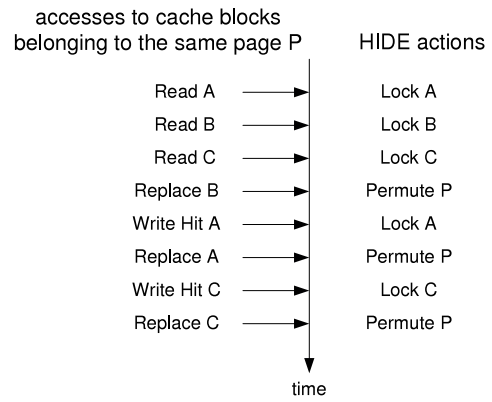 accesses to cache blocks
belonging to the same page P HIDE actions
Read A Lock A
Read B Lock B
Read C Lock C
Replace B Permute P
Write Hit A Lock A
Replace A Permute P
Write Hit C Lock C
Replace C Permute P
time